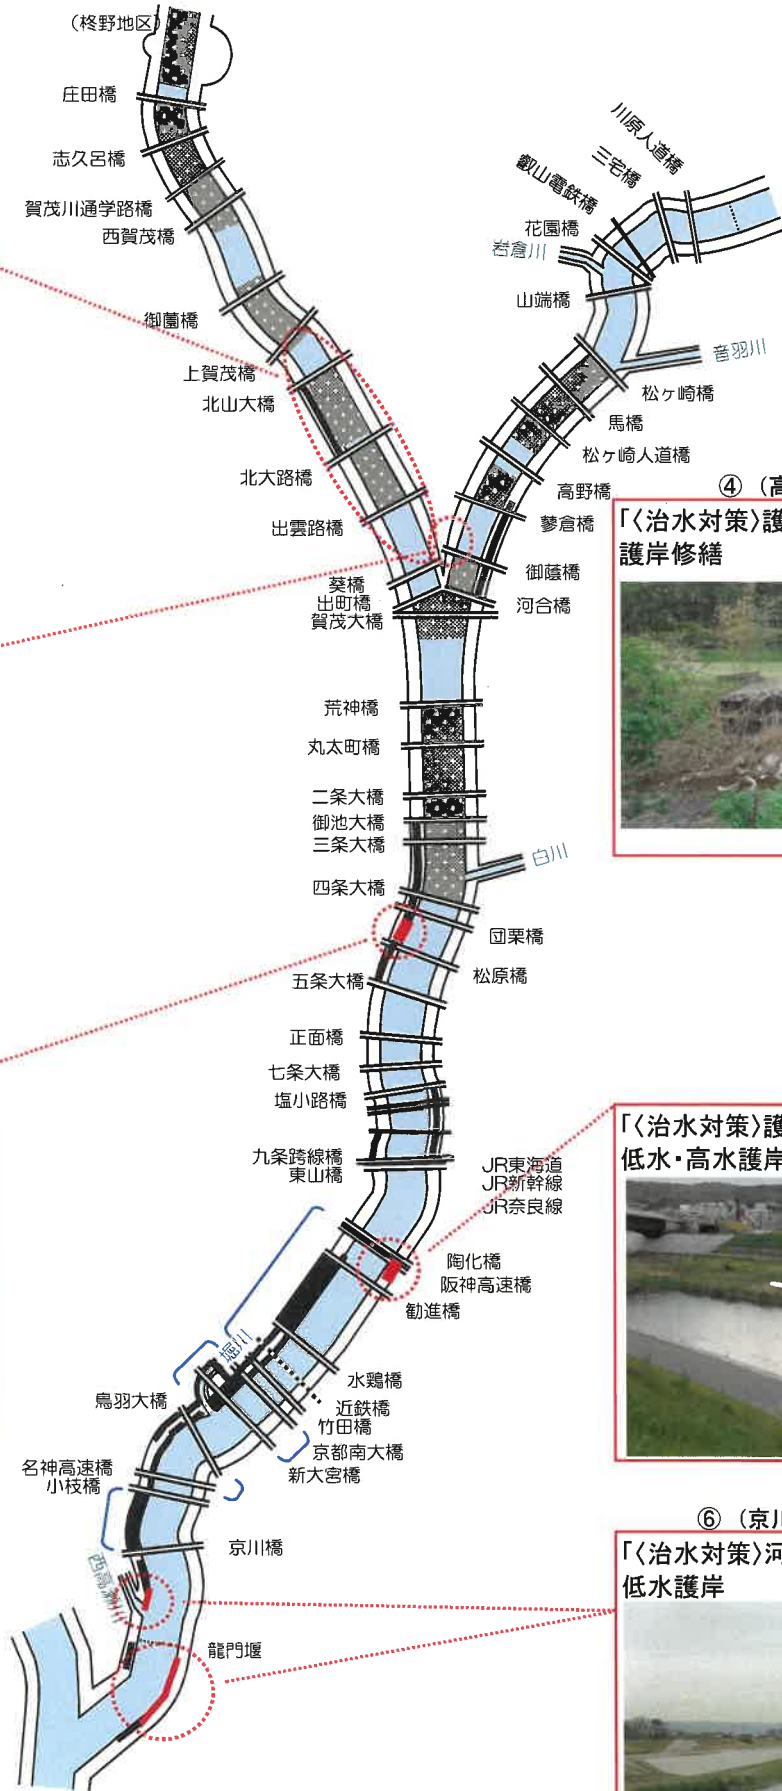 (柊野地区)
庄田橋
志久呂橋
賀茂川通学路橋
西賀茂橋
御薗橋
上賀茂橋
北山大橋
北大路橋
出雲路橋
葵橋
出町橋
賀茂大橋
川原人道橋
三宅橋
叡山電鉄橋
花園橋
岩倉川
山端橋
音羽川
松ヶ崎橋
馬橋
松ヶ崎人道橋
高野橋
蓼倉橋
御蔭橋
河合橋
荒神橋
丸太町橋
二条大橋
御池大橋
三条大橋
白川
四条大橋
団栗橋
松原橋
五条大橋
正面橋
七条大橋
塩小路橋
九条跨線橋
東山橋
JR東海道
JR新幹線
JR奈良線
陶化橋
阪神高速橋
勧進橋
堀川
水鶏橋
近鉄橋
竹田橋
京都南大橋
新大宮橋
鳥羽大橋
名神高速橋
小枝橋
京川橋
西高瀬川
龍門堰
④ (高
「〈治水対策〉護
護岸修繕
「〈治水対策〉護
低水・高水護岸
⑥ (京川
「〈治水対策〉河
低水護岸